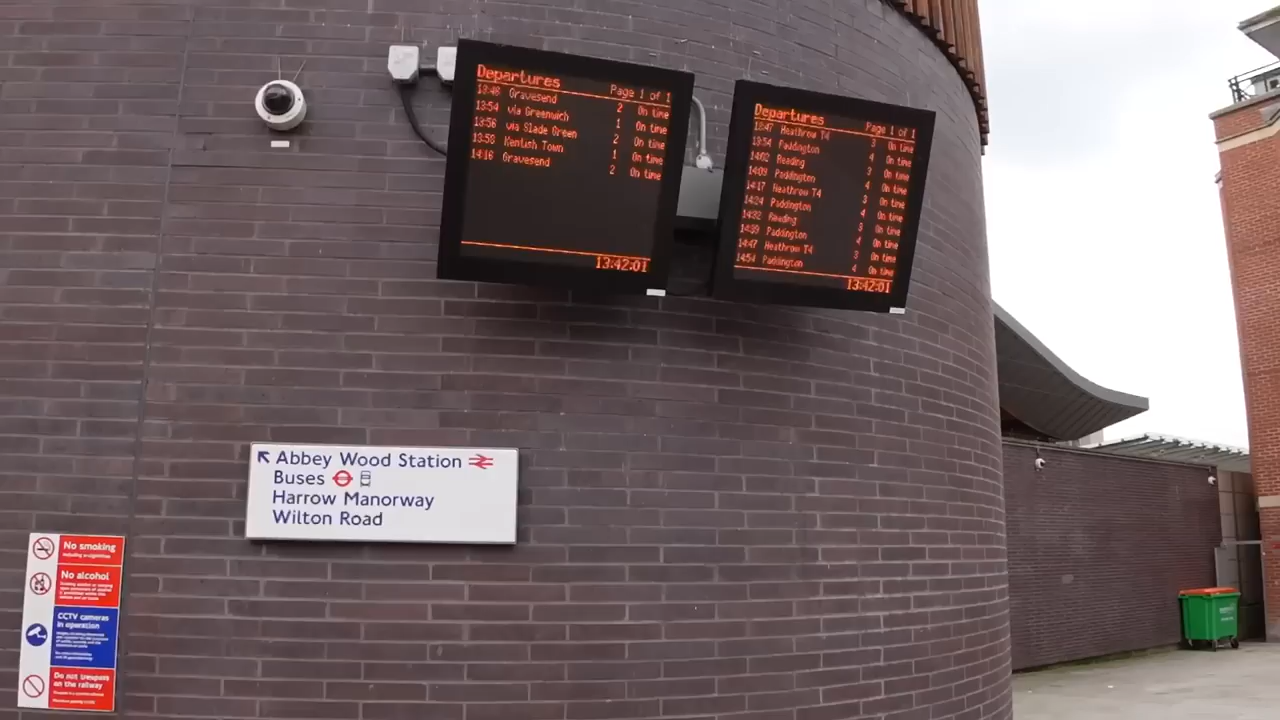 Departures Page 1 of 1
13:46 Gravesend 2 On time
13:54 via Greenwich 1 On time
13:56 via Slade Green 2 On time
13:58 Kentish Town 1 On time
14:16 Gravesend 2 On time
13:42:01
Departures Page 1 of 1
13:47 Heathrow T4 3 On time
13:54 Paddington 4 On time
14:02 Reading 3 On time
14:09 Paddington 4 On time
14:17 Heathrow T4 3 On time
14:24 Paddington 4 On time
14:32 Reading 3 On time
14:39 Paddington 4 On time
14:47 Heathrow T4 3 On time
14:54 Paddington 4 On time
13:42:01
Abbey Wood Station
Buses
Harrow Manorway
Wilton Road
No smoking
No alcohol
CCTV cameras
in operation
Do not trespass
on the railway